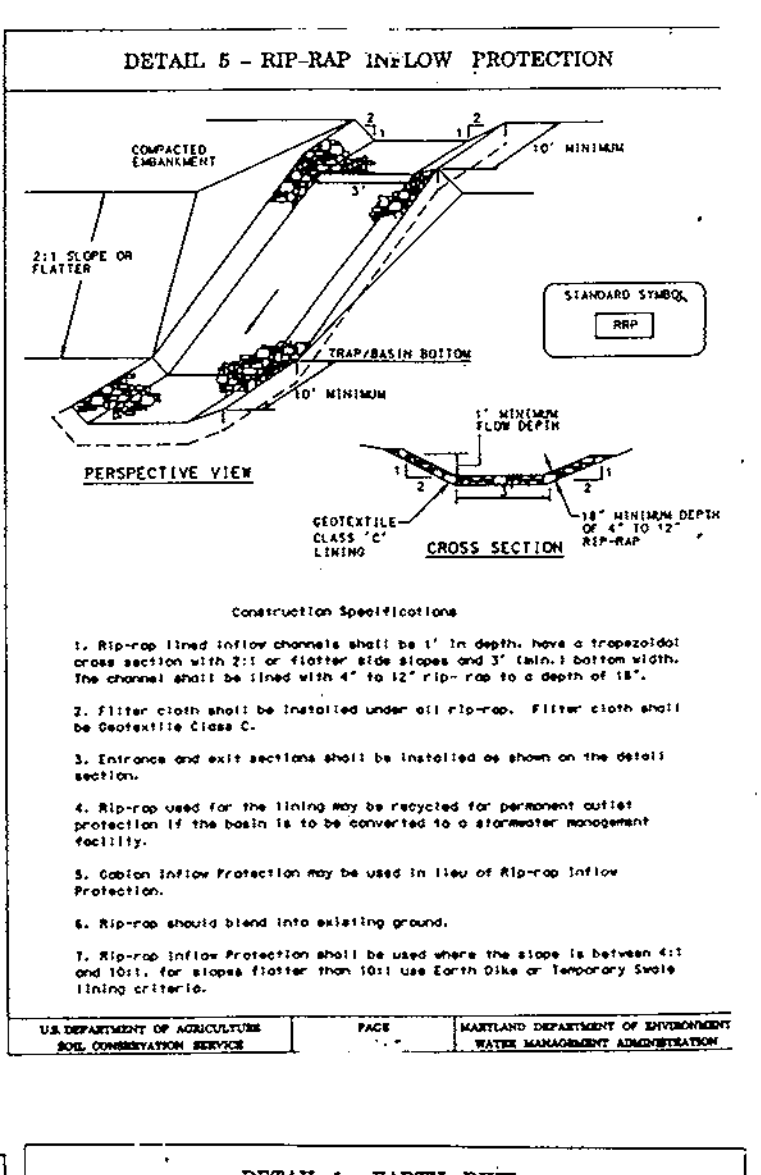 DETAIL 5 - RIP-RAP INFLOW PROTECTION
2
1
2
1
10' MINIMUM
COMPACTED
EMBANKMENT
3'
2:1 SLOPE OR
FLATTER
STANDARD SYMBOL
RRP
TRAP/BASIN BOTTOM
10' MINIMUM
1' MINIMUM
FLOW DEPTH
PERSPECTIVE VIEW
1
2
3'
2
1
GEOTEXTILE
CLASS 'C'
LINING
18" MINIMUM DEPTH
OF 4" TO 12"
RIP-RAP
CROSS SECTION
Construction Specifications
1. Rip-rap lined inflow channels shall be 1' in depth, have a trapezoidal
cross section with 2:1 or flatter side slopes and 3' (min.) bottom width.
The channel shall be lined with 4" to 12" rip- rap to a depth of 18".
2. Filter cloth shall be installed under all rip-rap. Filter cloth shall
be Geotextile Class C.
3. Entrance and exit sections shall be installed as shown on the detail
section.
4. Rip-rap used for the lining may be recycled for permanent outlet
protection if the basin is to be converted to a stormwater management
facility.
5. Gabion Inflow Protection may be used in lieu of Rip-rap Inflow
Protection.
6. Rip-rap should blend into existing ground.
7. Rip-rap Inflow Protection shall be used where the slope is between 4:1
and 10:1, for slopes flatter than 10:1 use Earth Dike or Temporary Swale
lining criteria.
U.S. DEPARTMENT OF AGRICULTURE
SOIL CONSERVATION SERVICE
PAGE
MARYLAND DEPARTMENT OF ENVIRONMENT
WATER MANAGEMENT ADMINISTRATION